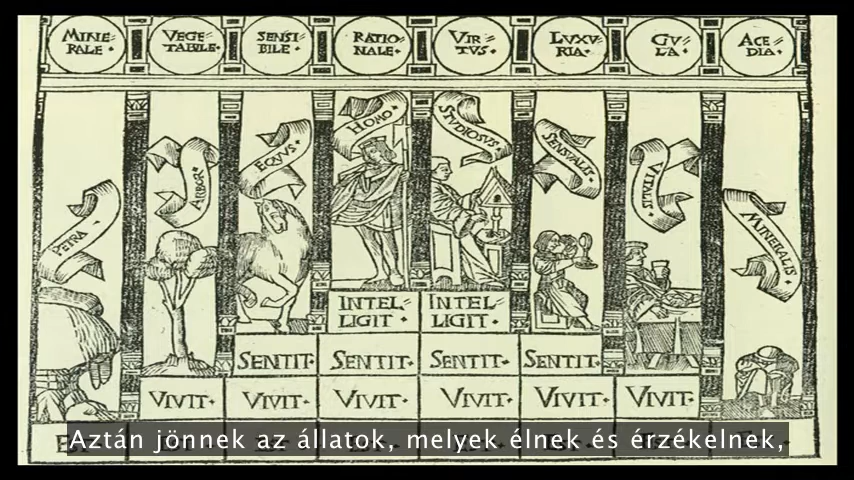 MINE= RALE· VEGE= TABILE· SENSI BILE· RATIO= NALE· VIR= TVS· LVXV= RIA· GV= LA· ACE= DIA·
PETRA ARBOR EQVVS· HOMO· STVDIOSVS· SENSVALIS· VITALIS MINERALIS
INTEL= LIGIT· INTEL= LIGIT·
SENTIT· SENTIT· SENTIT· SENTIT·
VIVIT· VIVIT· VIVIT· VIVIT· VIVIT· VIVIT·
Aztán jönnek az állatok, melyek élnek és érzékelnek,